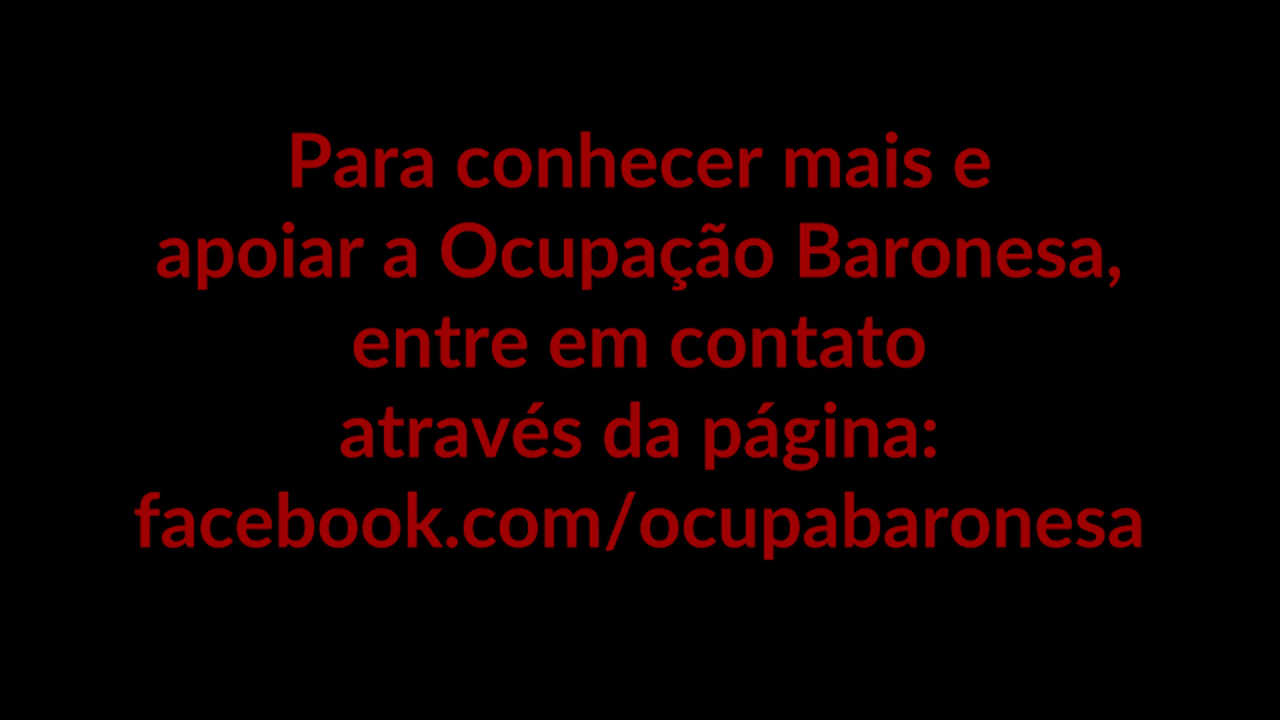 Para conhecer mais e
apoiar a Ocupação Baronesa,
entre em contato
através da página:
facebook.com/ocupabaronesa